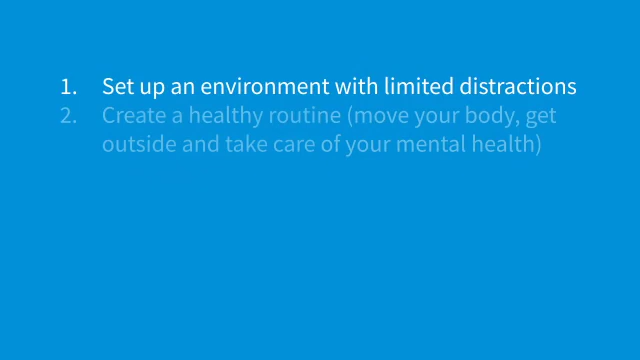 1. Set up an environment with limited distractions
2. Create a healthy routine (move your body, get
outside and take care of your mental health)